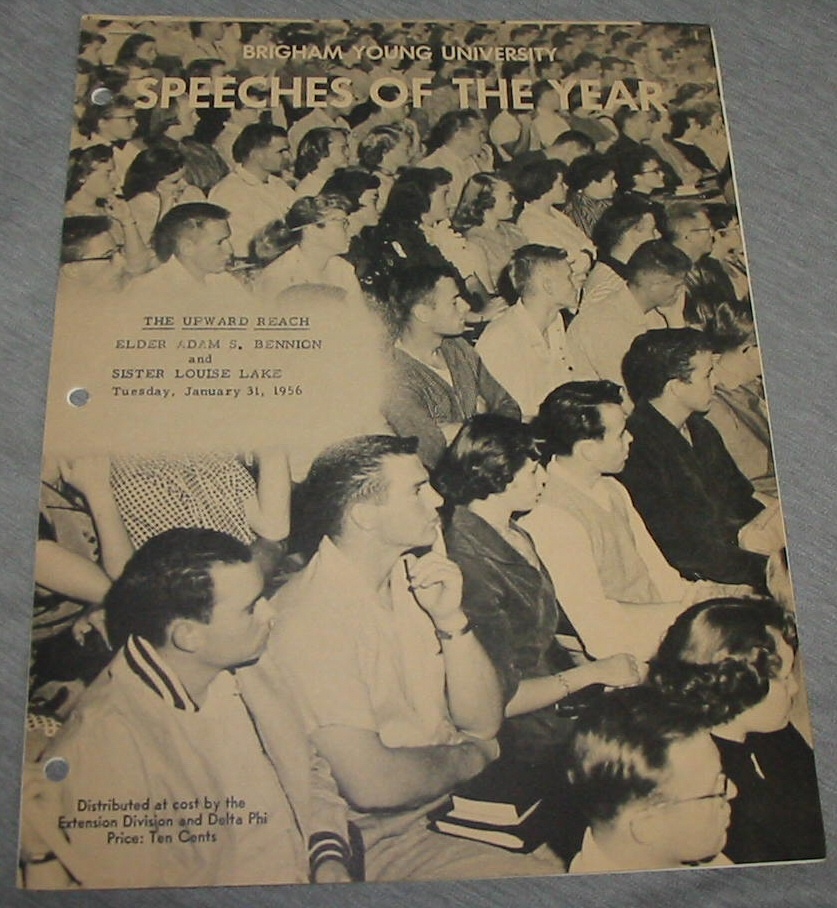 BRIGHAM YOUNG UNIVERSITY
SPEECHES OF THE YEAR
THE UPWARD REACH
ELDER ADAM S. BENNION
and
SISTER LOUISE LAKE
Tuesday, January 31, 1956
Distributed at cost by the
Extension Division and Delta Phi
Price: Ten Cents